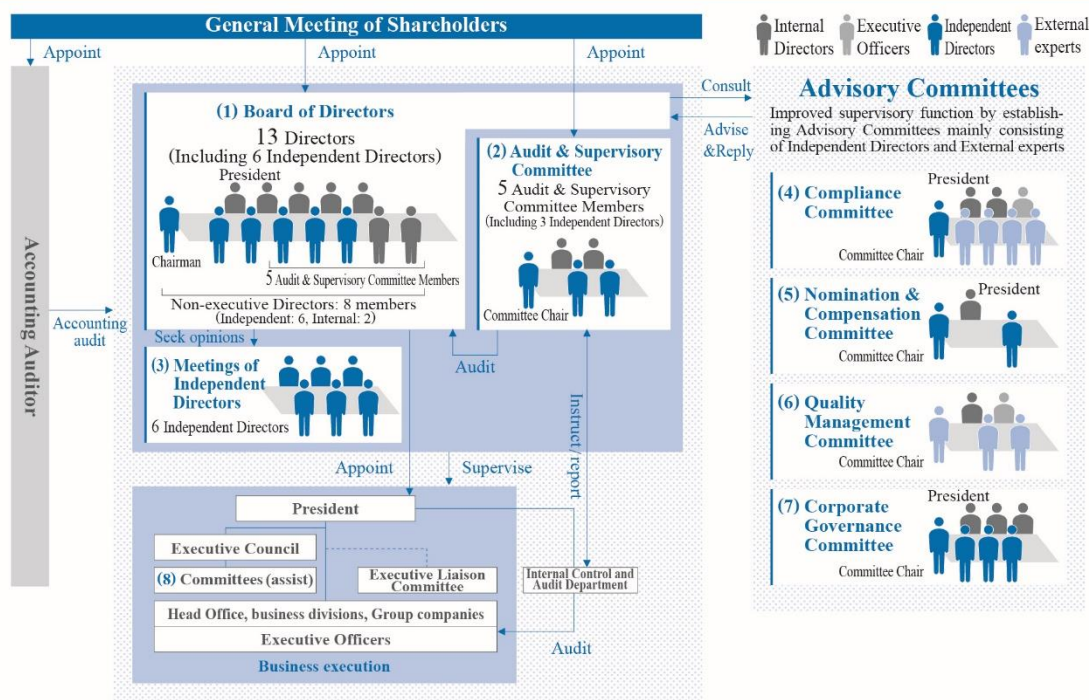 General Meeting of Shareholders
Internal Directors
Executive Officers
Independent Directors
External experts
Appoint
Appoint
Appoint
Accounting Auditor
Accounting
audit
(1) Board of Directors
13 Directors
(Including 6 Independent Directors)
President
Chairman
5 Audit & Supervisory Committee Members
Non-executive Directors: 8 members
(Independent: 6, Internal: 2)
(2) Audit & Supervisory
Committee
5 Audit & Supervisory
Committee Members
(Including 3 Independent Directors)
Committee Chair
Seek opinions
Audit
(3) Meetings of
Independent
Directors
6 Independent Directors
Consult
Advise
&Reply
Appoint
Supervise
Instruct/ report
President
Executive Council
(8) Committees (assist)
Executive Liaison
Committee
Internal Control and
Audit Department
Head Office, business divisions, Group companies
Executive Officers
Audit
Business execution
Advisory Committees
Improved supervisory function by establish-
ing Advisory Committees mainly consisting
of Independent Directors and External experts
(4) Compliance
Committee
President
Committee Chair
(5) Nomination &
Compensation
Committee
President
Committee Chair
(6) Quality
Management
Committee
Committee Chair
(7) Corporate
Governance
Committee
President
Committee Chair